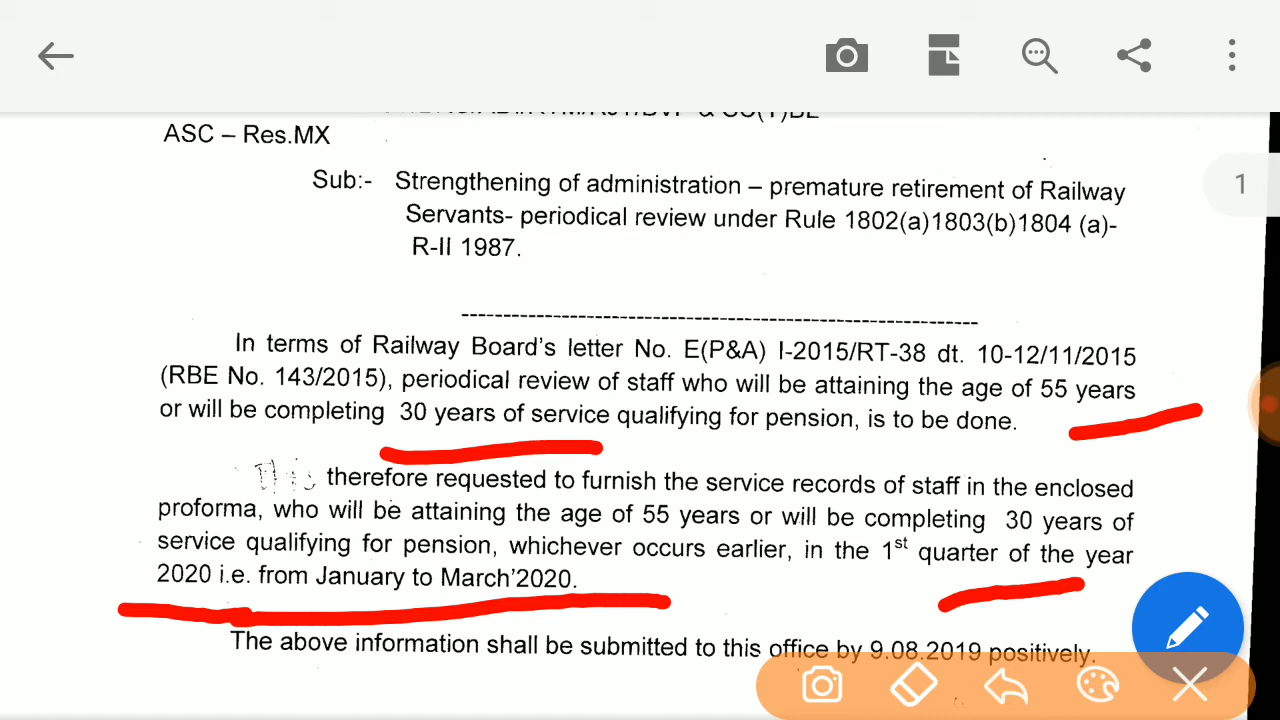 ASC – Res.MX
1
Sub:- Strengthening of administration – premature retirement of Railway
Servants- periodical review under Rule 1802(a)1803(b)1804 (a)-
R-II 1987.
In terms of Railway Board's letter No. E(P&A) I-2015/RT-38 dt. 10-12/11/2015
(RBE No. 143/2015), periodical review of staff who will be attaining the age of 55 years
or will be completing 30 years of service qualifying for pension, is to be done.
therefore requested to furnish the service records of staff in the enclosed
proforma, who will be attaining the age of 55 years or will be completing 30 years of
service qualifying for pension, whichever occurs earlier, in the 1st quarter of the year
2020 i.e. from January to March'2020.
The above information shall be submitted to this office by 9.08.2019 positively.